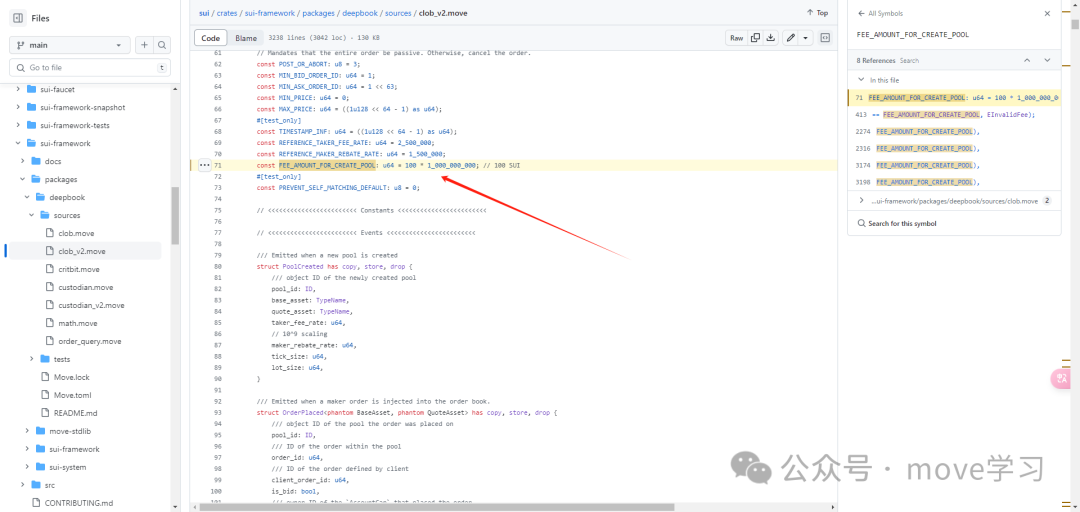 Files
main
Go to file
t
sui-faucet
sui-framework-snapshot
sui-framework-tests
sui-framework
docs
packages
deepbook
sources
clob.move
clob_v2.move
critbit.move
custodian.move
custodian_v2.move
math.move
order_query.move
tests
Move.lock
Move.toml
README.md
move-stdlib
sui-framework
sui-system
src
CONTRIBUTING.md
sui / crates / sui-framework / packages / deepbook / sources / clob_v2.move
Top
Code Blame 3238 lines (3042 loc) · 130 KB
Raw
61 // Mandates that the entire order be passive. Otherwise, cancel the order.
62 const POST_OR_ABORT: u8 = 3;
63 const MIN_BID_ORDER_ID: u64 = 1;
64 const MIN_ASK_ORDER_ID: u64 = 1 << 63;
65 const MIN_PRICE: u64 = 0;
66 const MAX_PRICE: u64 = ((1u128 << 64 - 1) as u64);
67 #[test_only]
68 const TIMESTAMP_INF: u64 = ((1u128 << 64 - 1) as u64);
69 const REFERENCE_TAKER_FEE_RATE: u64 = 2_500_000;
70 const REFERENCE_MAKER_REBATE_RATE: u64 = 1_500_000;
71 const FEE_AMOUNT_FOR_CREATE_POOL: u64 = 100 * 1_000_000_000; // 100 SUI
72 #[test_only]
73 const PREVENT_SELF_MATCHING_DEFAULT: u8 = 0;
74
75 // <<<<<<<<<<<<<<<<<<<<<<<< Constants <<<<<<<<<<<<<<<<<<<<<<<<
76
77 // <<<<<<<<<<<<<<<<<<<<<<<< Events <<<<<<<<<<<<<<<<<<<<<<<<
78
79 /// Emitted when a new pool is created
80 struct PoolCreated has copy, store, drop {
81 /// object ID of the newly created pool
82 pool_id: ID,
83 base_asset: TypeName,
84 quote_asset: TypeName,
85 taker_fee_rate: u64,
86 // 10^9 scaling
87 maker_rebate_rate: u64,
88 tick_size: u64,
89 lot_size: u64,
90 }
91
92 /// Emitted when a maker order is injected into the order book.
93 struct OrderPlaced<phantom BaseAsset, phantom QuoteAsset> has copy, store, drop {
94 /// object ID of the pool the order was placed on
95 pool_id: ID,
96 /// ID of the order within the pool
97 order_id: u64,
98 /// ID of the order defined by client
99 client_order_id: u64,
100 is_bid: bool,
101 /// owner ID of the `AccountCap` that placed the order
All Symbols
FEE_AMOUNT_FOR_CREATE_POOL
8 References Search
In this file
71 FEE_AMOUNT_FOR_CREATE_POOL: u64 = 100 * 1_000_000_0
413 == FEE_AMOUNT_FOR_CREATE_POOL, EInvalidFee);
2274 FEE_AMOUNT_FOR_CREATE_POOL),
2316 FEE_AMOUNT_FOR_CREATE_POOL),
3174 FEE_AMOUNT_FOR_CREATE_POOL),
3198 FEE_AMOUNT_FOR_CREATE_POOL),
...ui-framework/packages/deepbook/sources/clob.move 2
Search for this symbol
公众号 · move学习